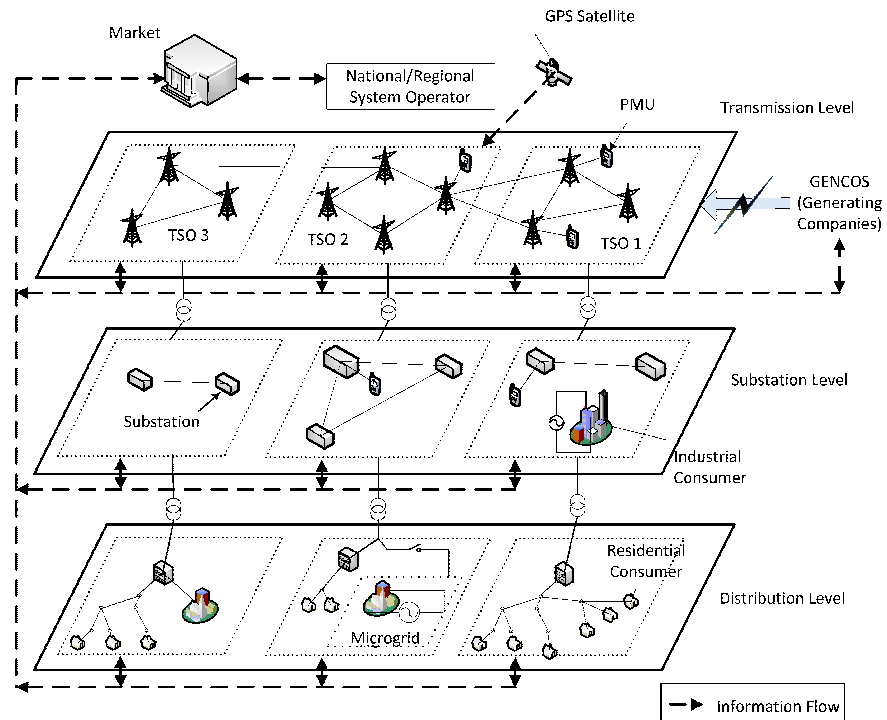 GPS Satellite
Market
National/Regional
System Operator
PMU
Transmission Level
GENCOS
(Generating
Companies)
TSO 3
TSO 2
TSO 1
Substation Level
Substation
Industrial
Consumer
Residential
Consumer
Distribution Level
Microgrid
Information Flow